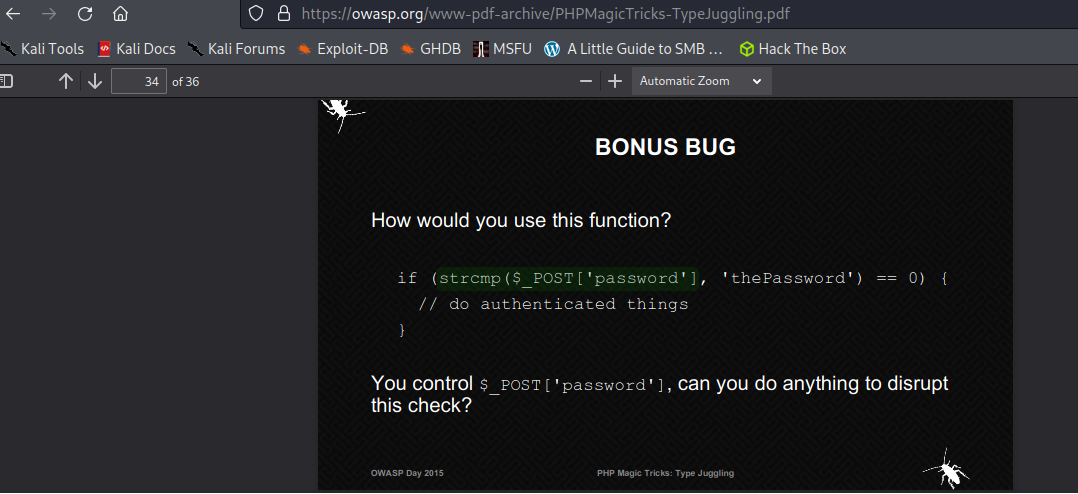 https://owasp.org/www-pdf-archive/PHPMagicTricks-TypeJuggling.pdf
Kali Tools Kali Docs Kali Forums Exploit-DB GHDB MSFU A Little Guide to SMB ... Hack The Box
34 of 36 Automatic Zoom
BONUS BUG
How would you use this function?
if (strcmp($_POST['password'], 'thePassword') == 0) {
// do authenticated things
}
You control $_POST['password'], can you do anything to disrupt
this check?
OWASP Day 2015 PHP Magic Tricks: Type Juggling